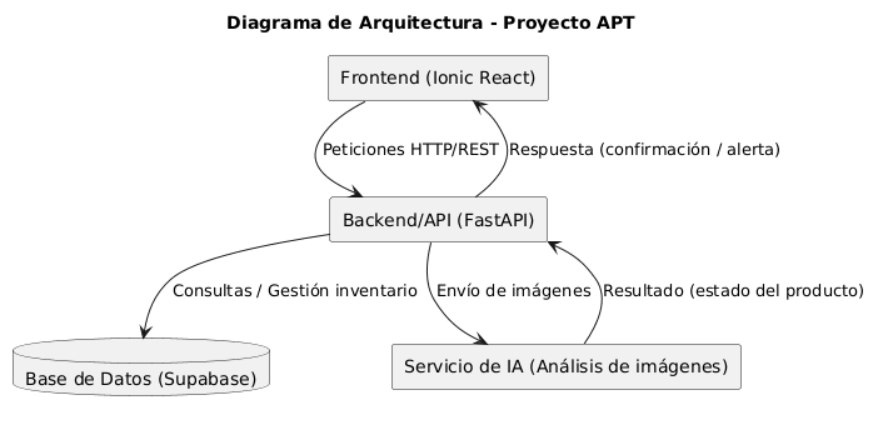 Diagrama de Arquitectura - Proyecto APT
Frontend (Ionic React)
Peticiones HTTP/REST
Respuesta (confirmación / alerta)
Backend/API (FastAPI)
Consultas / Gestión inventario
Envío de imágenes
Resultado (estado del producto)
Base de Datos (Supabase)
Servicio de IA (Análisis de imágenes)